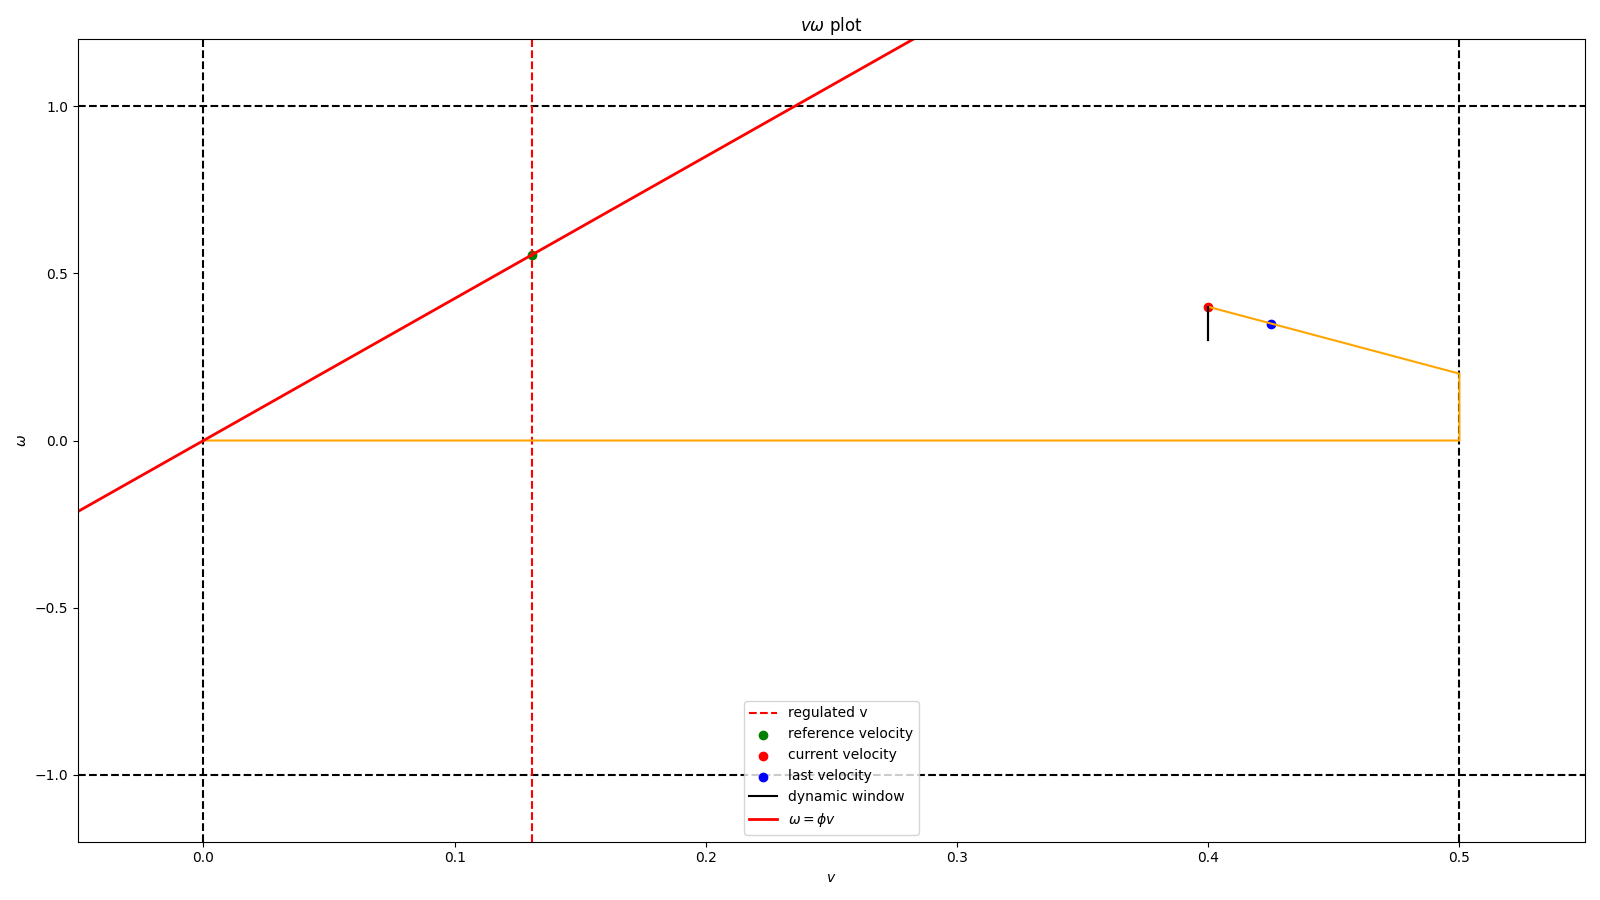 vω plot
1.0
0.5
0.0
−0.5
−1.0
ω
0.0
0.1
0.2
0.3
0.4
0.5
v
regulated v
reference velocity
current velocity
last velocity
dynamic window
ω = ϕv